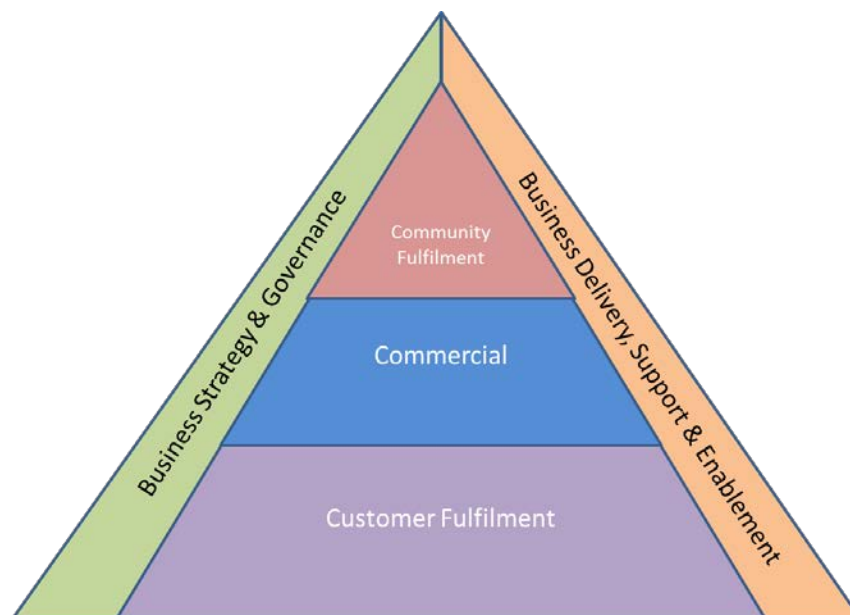 Community
Fulfilment
Business Strategy & Governance
Business Delivery, Support & Enablement
Commercial
Customer Fulfilment